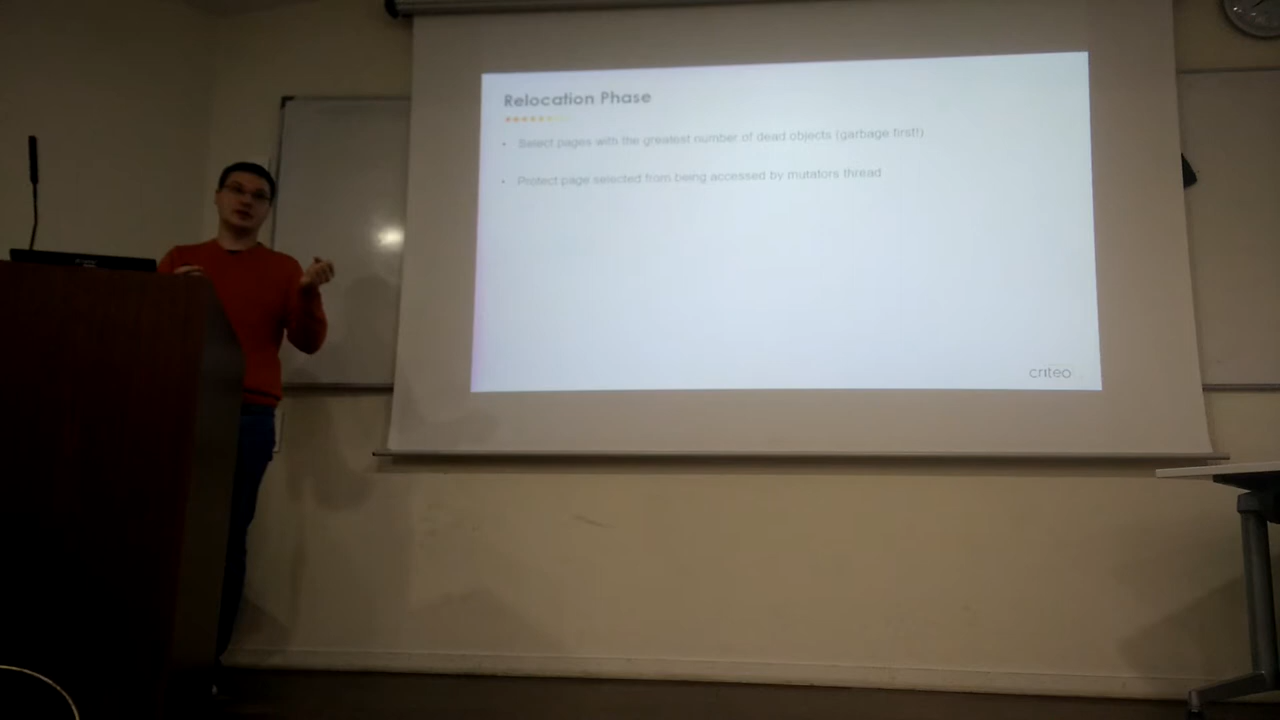 Relocation Phase
• Select pages with the greatest number of dead objects (garbage first!)
• Protect page selected from being accessed by mutators thread
criteo